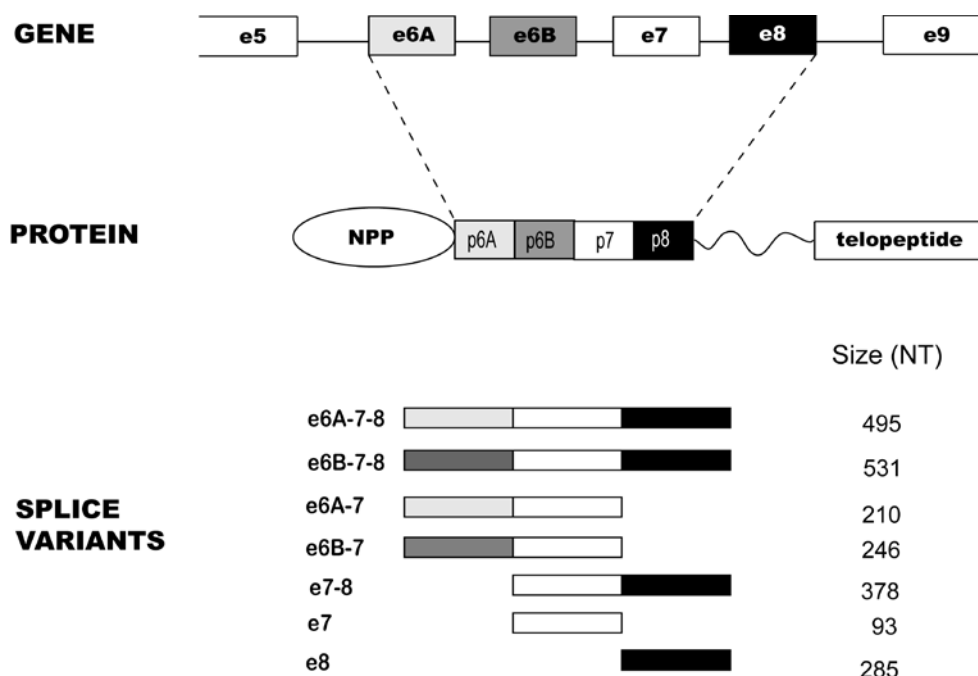 GENE e5 e6A e6B e7 e8 e9
PROTEIN NPP p6A p6B p7 p8 telopeptide
Size (NT)
e6A-7-8 495
e6B-7-8 531
e6A-7 210
SPLICE
VARIANTS
e6B-7 246
e7-8 378
e7 93
e8 285